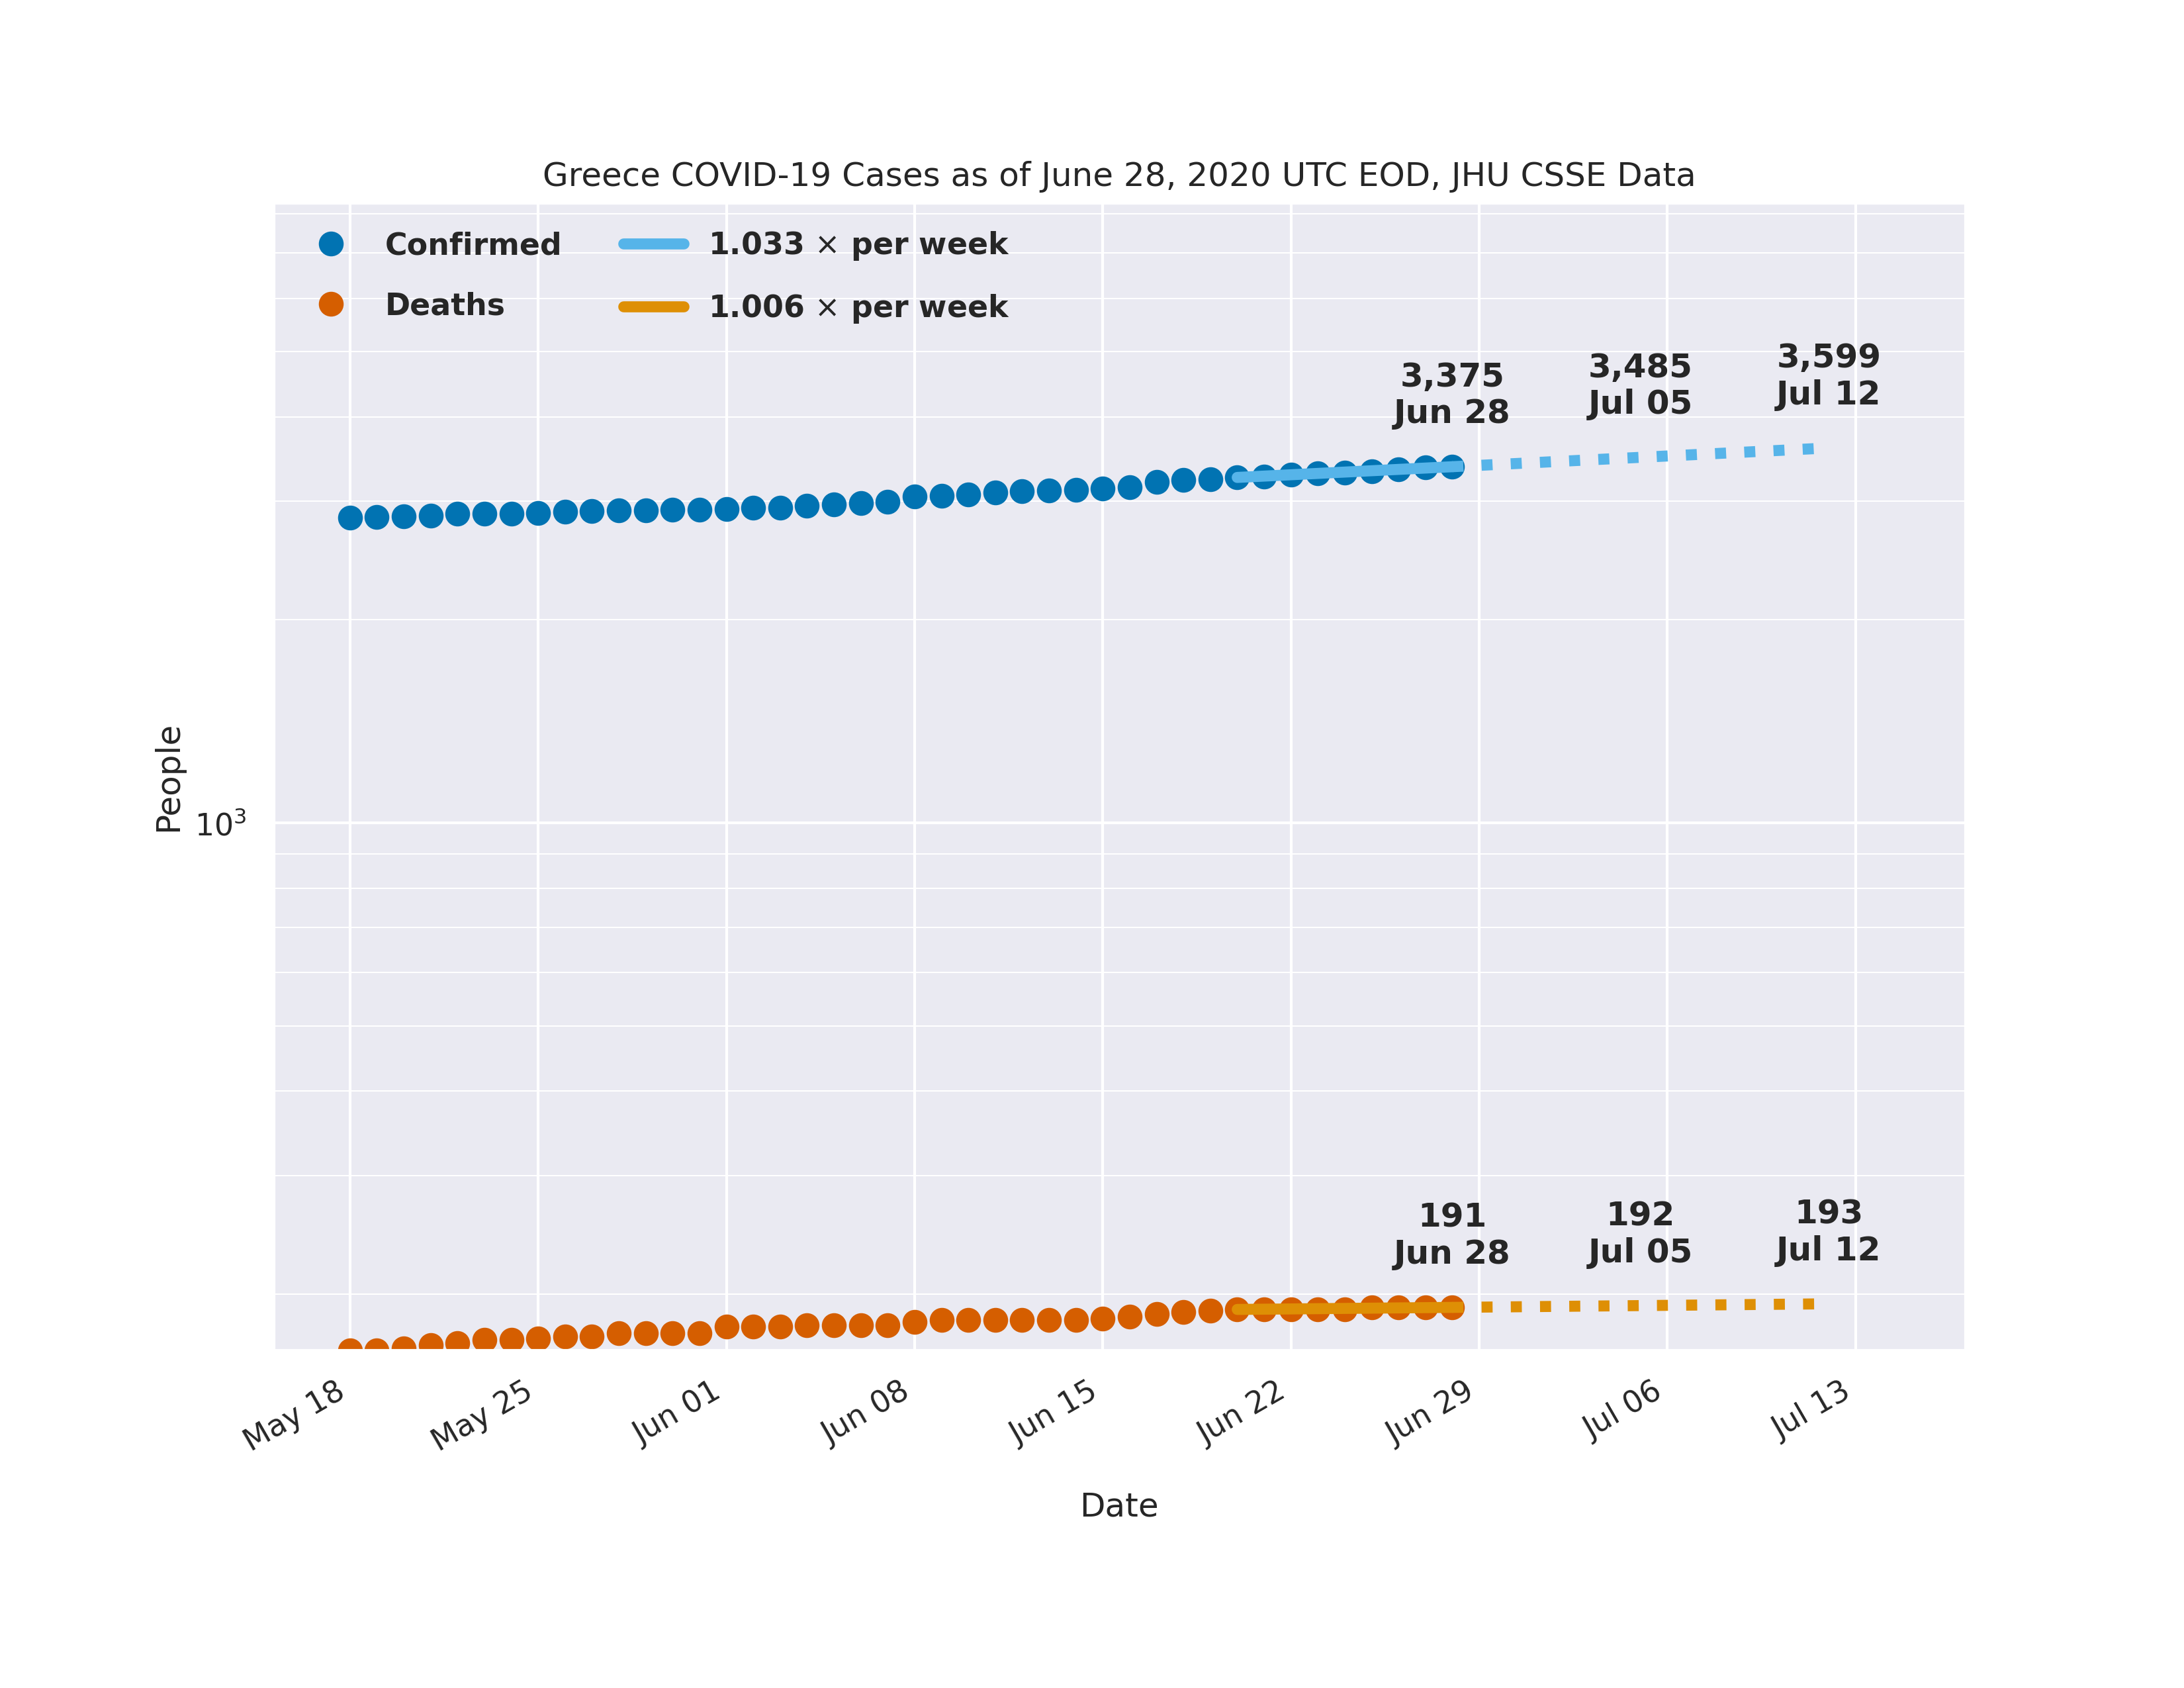 Greece COVID-19 Cases as of June 28, 2020 UTC EOD, JHU CSSE Data
Confirmed
Deaths
1.033 × per week
1.006 × per week
3,375
Jun 28
3,485
Jul 05
3,599
Jul 12
People
10³
191
Jun 28
192
Jul 05
193
Jul 12
May 18
May 25
Jun 01
Jun 08
Jun 15
Jun 22
Jun 29
Jul 06
Jul 13
Date